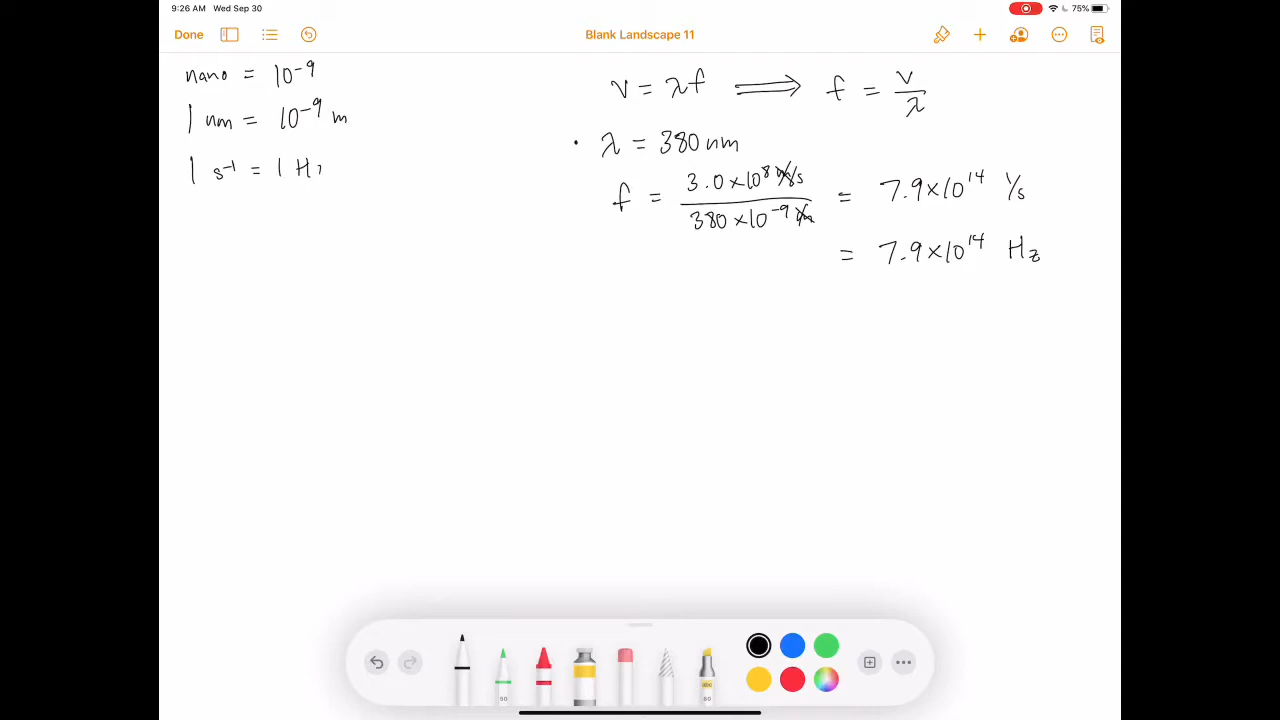 9:26 AM Wed Sep 30
75%
Done
Blank Landscape 11
nano = 10⁻⁹
1 nm = 10⁻⁹ m
1 s⁻¹ = 1 Hz
v = λf ⟹ f = v/λ
• λ = 380 nm
f = (3.0 × 10⁸ m/s)/(380 × 10⁻⁹ m) = 7.9 × 10¹⁴ 1/s
= 7.9 × 10¹⁴ Hz
50
80